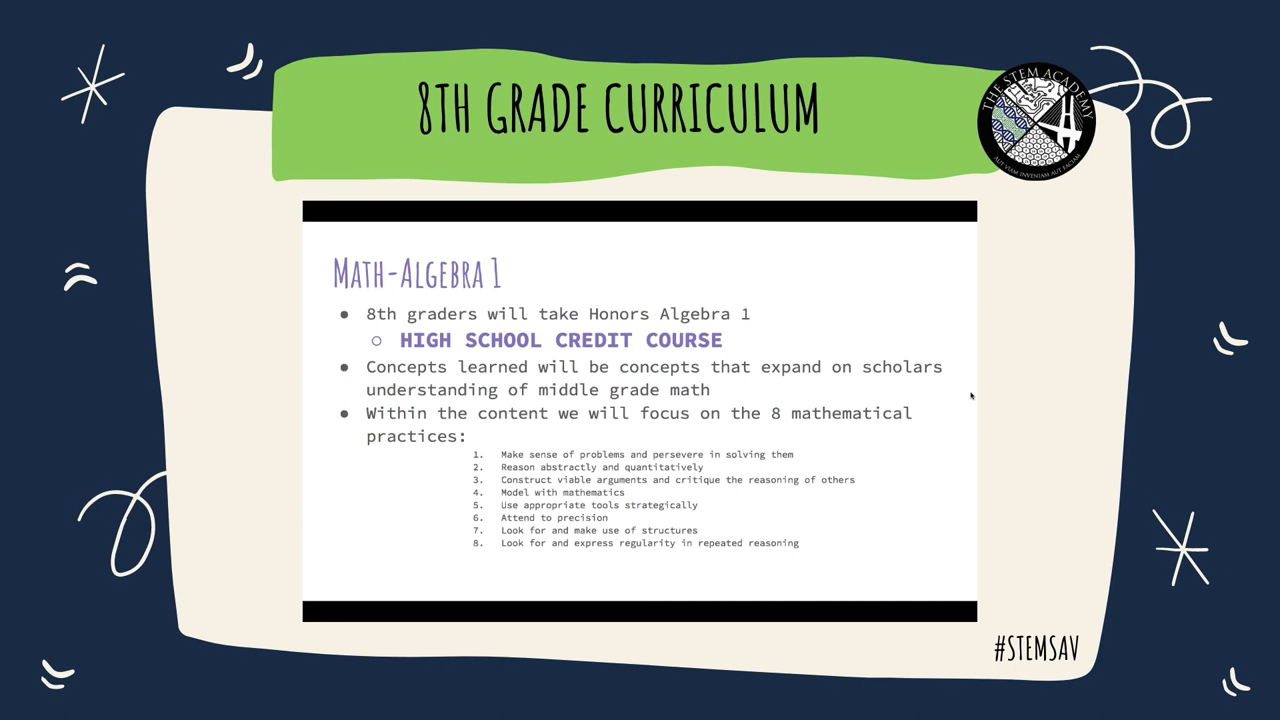 8TH GRADE CURRICULUM
THE STEM ACADEMY
AUT VIAM INVENIAM AUT FACIAM
MATH-ALGEBRA 1
● 8th graders will take Honors Algebra 1
○ HIGH SCHOOL CREDIT COURSE
● Concepts learned will be concepts that expand on scholars
understanding of middle grade math
● Within the content we will focus on the 8 mathematical
practices:
1. Make sense of problems and persevere in solving them
2. Reason abstractly and quantitatively
3. Construct viable arguments and critique the reasoning of others
4. Model with mathematics
5. Use appropriate tools strategically
6. Attend to precision
7. Look for and make use of structures
8. Look for and express regularity in repeated reasoning
#STEMSAV